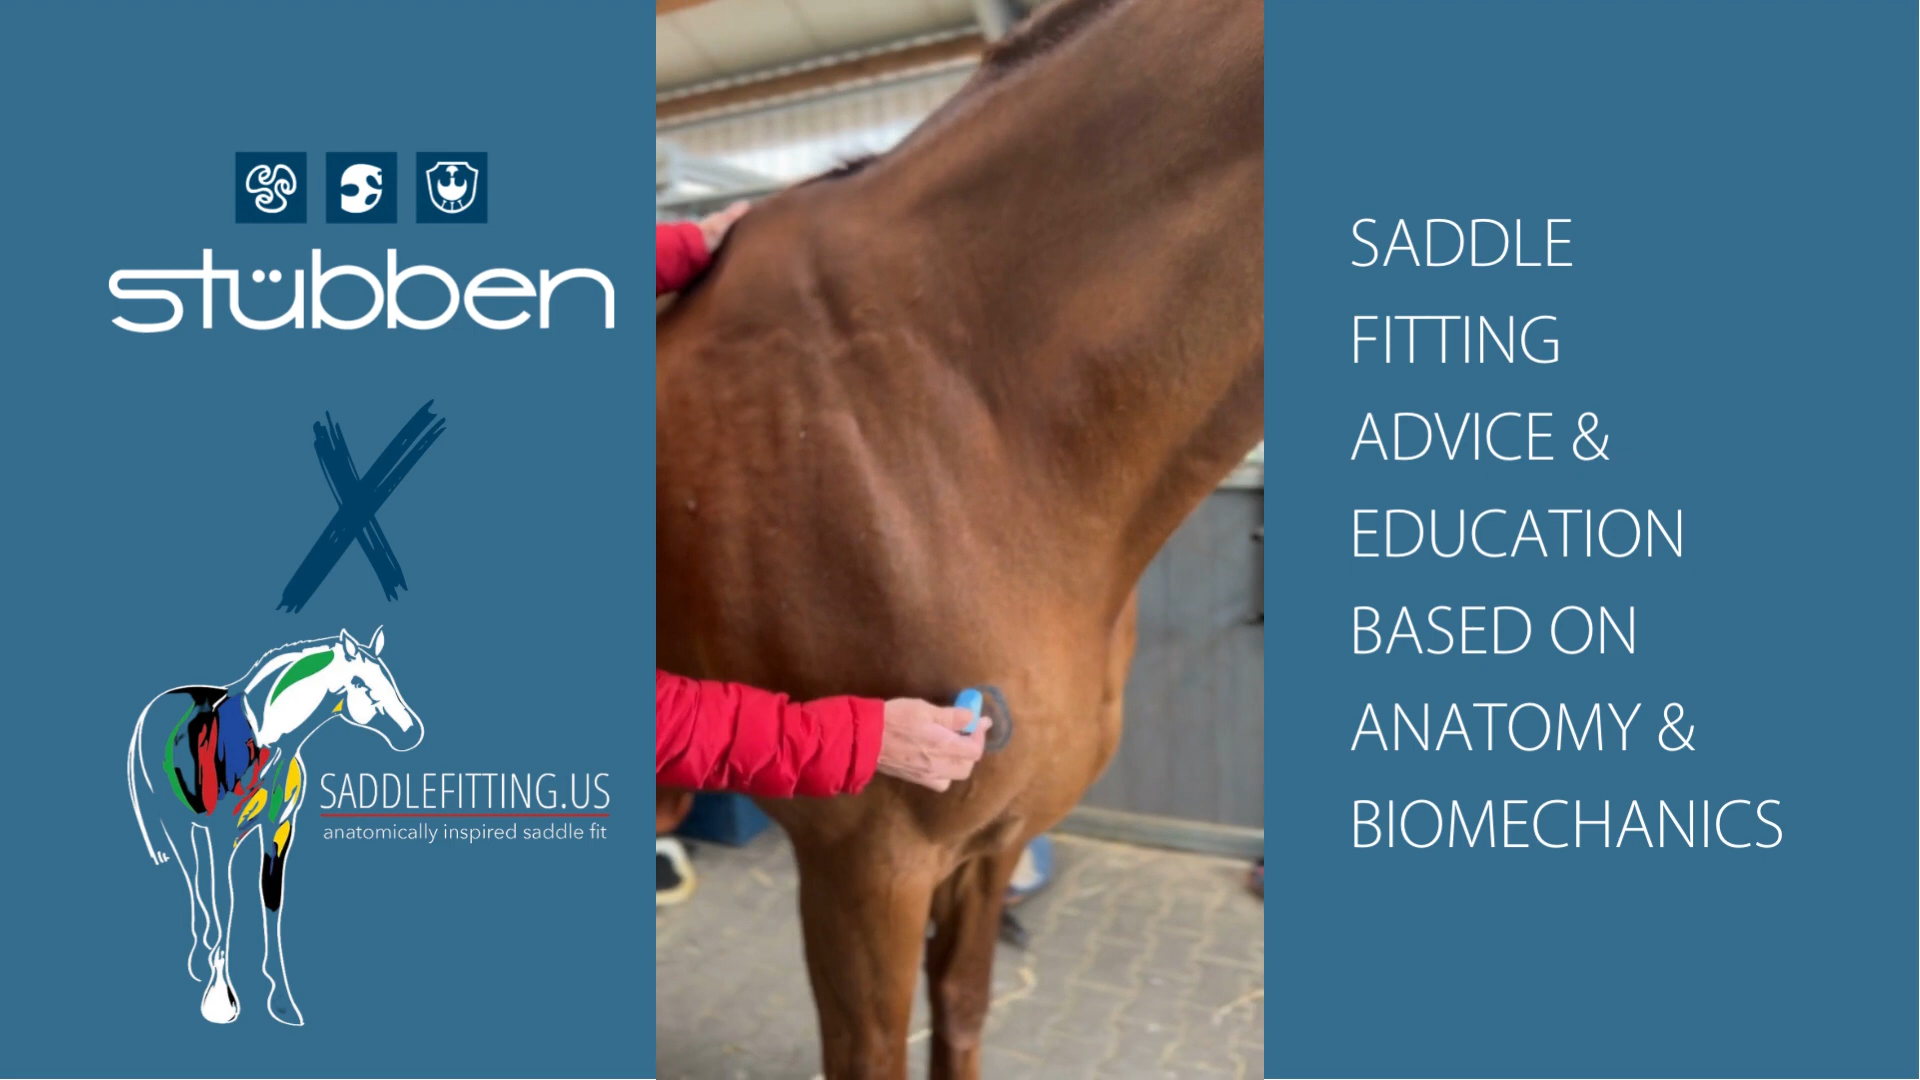 stübben
X
SADDLEFITTING.US
anatomically inspired saddle fit
SADDLE
FITTING
ADVICE &
EDUCATION
BASED ON
ANATOMY &
BIOMECHANICS